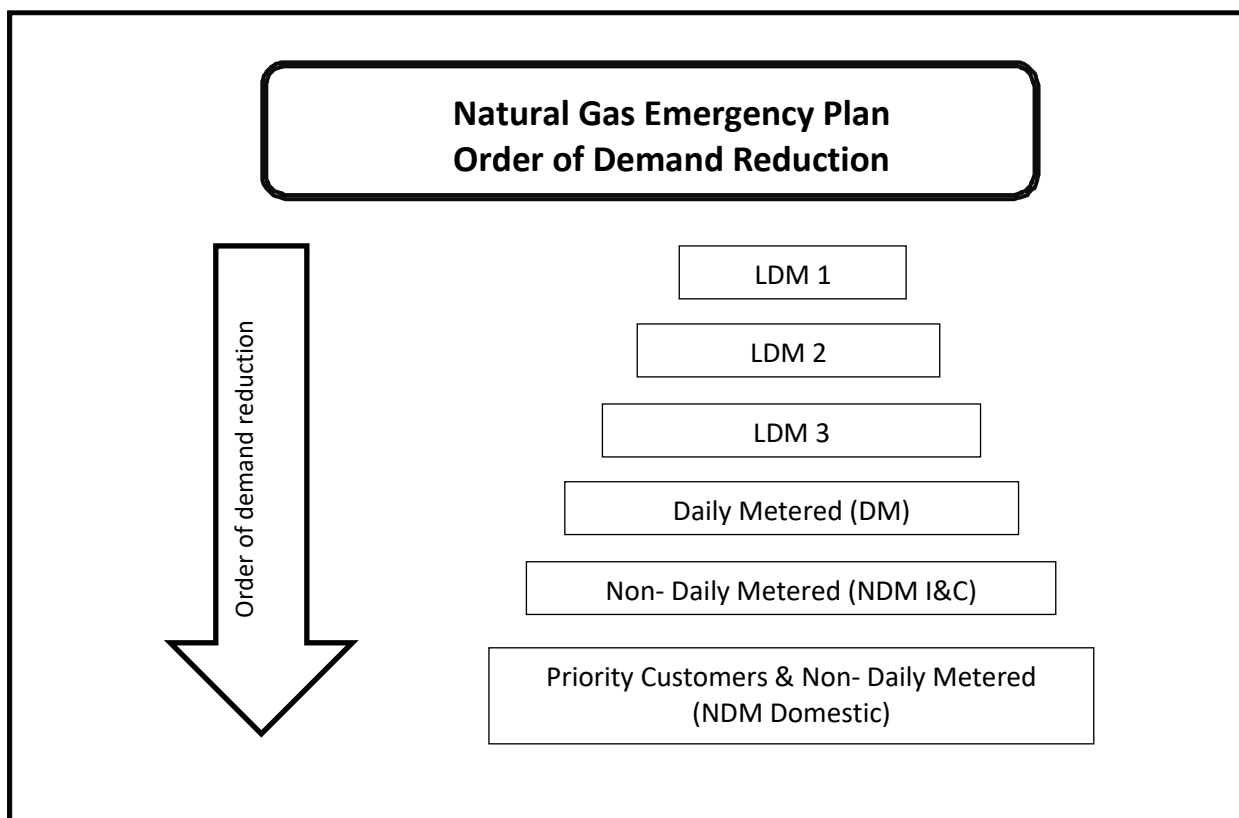 Natural Gas Emergency Plan
Order of Demand Reduction
Order of demand reduction
LDM 1
LDM 2
LDM 3
Daily Metered (DM)
Non- Daily Metered (NDM I&C)
Priority Customers & Non- Daily Metered
(NDM Domestic)